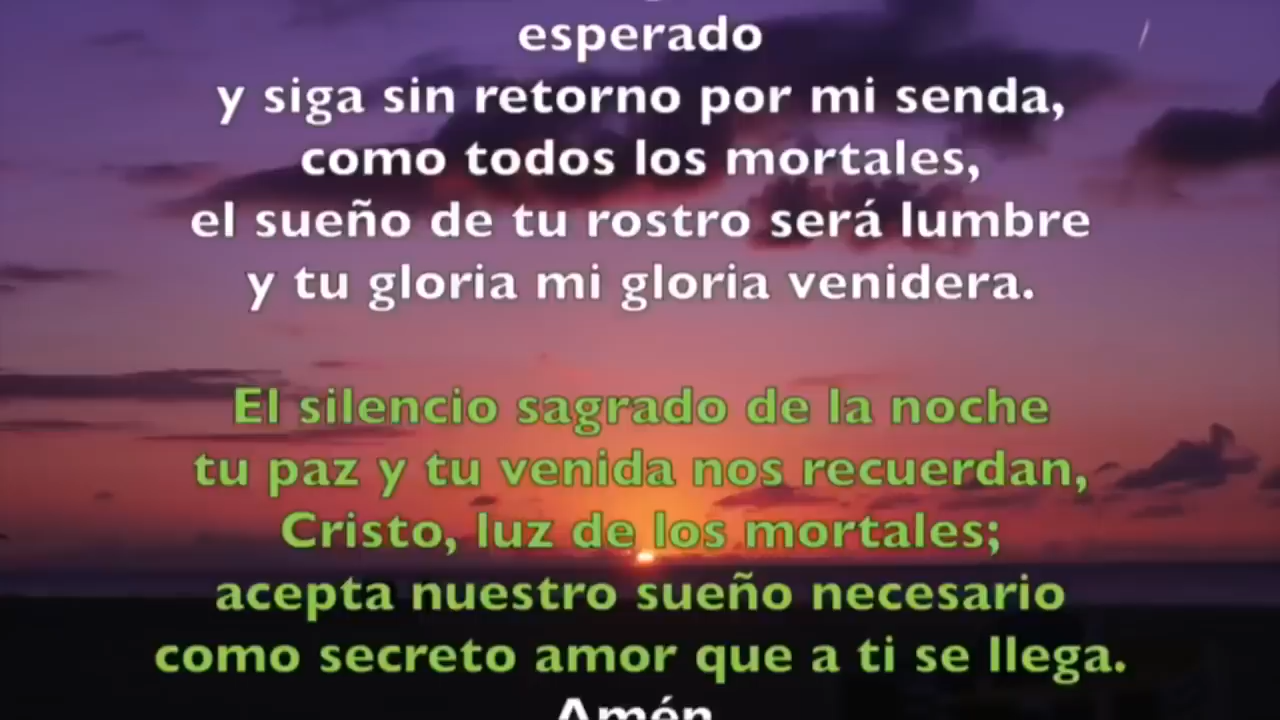 esperado
y siga sin retorno por mi senda,
como todos los mortales,
el sueño de tu rostro será lumbre
y tu gloria mi gloria venidera.
El silencio sagrado de la noche
tu paz y tu venida nos recuerdan,
Cristo, luz de los mortales;
acepta nuestro sueño necesario
como secreto amor que a ti se llega.
Amén